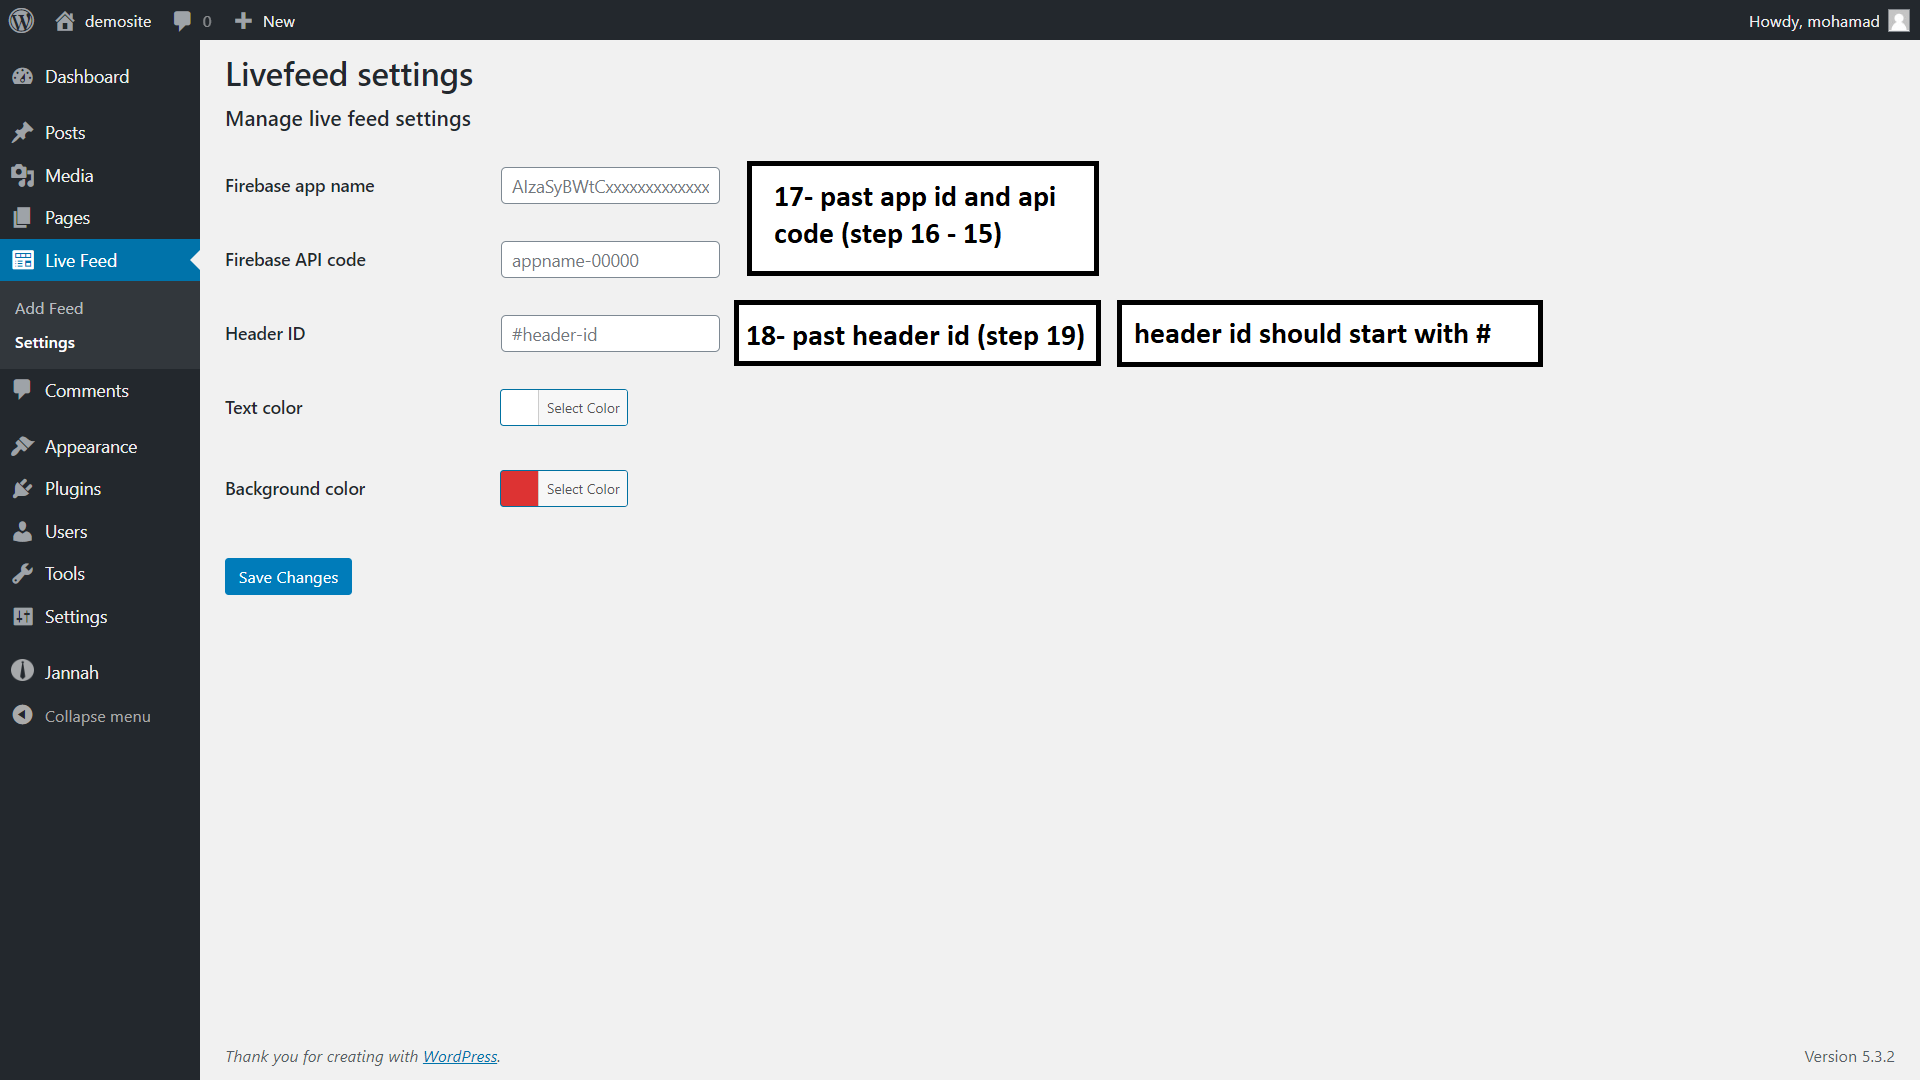 demosite 0 New Howdy, mohamad
Dashboard
Posts
Media
Pages
Live Feed
Add Feed
Settings
Comments
Appearance
Plugins
Users
Tools
Settings
Jannah
Collapse menu
Livefeed settings
Manage live feed settings
Firebase app name AIzaSyBWtCxxxxxxxxxxxxx
17- past app id and api
code (step 16 - 15)
Firebase API code appname-00000
Header ID #header-id 18- past header id (step 19) header id should start with #
Text color Select Color
Background color Select Color
Save Changes
Thank you for creating with WordPress. Version 5.3.2